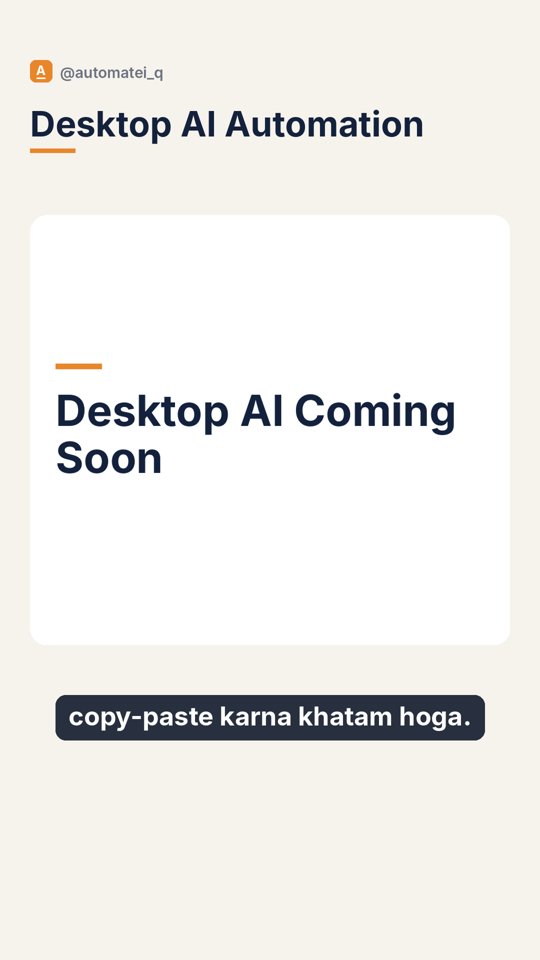 A
@automatei_q
Desktop AI Automation
Desktop AI Coming
Soon
copy-paste karna khatam hoga.